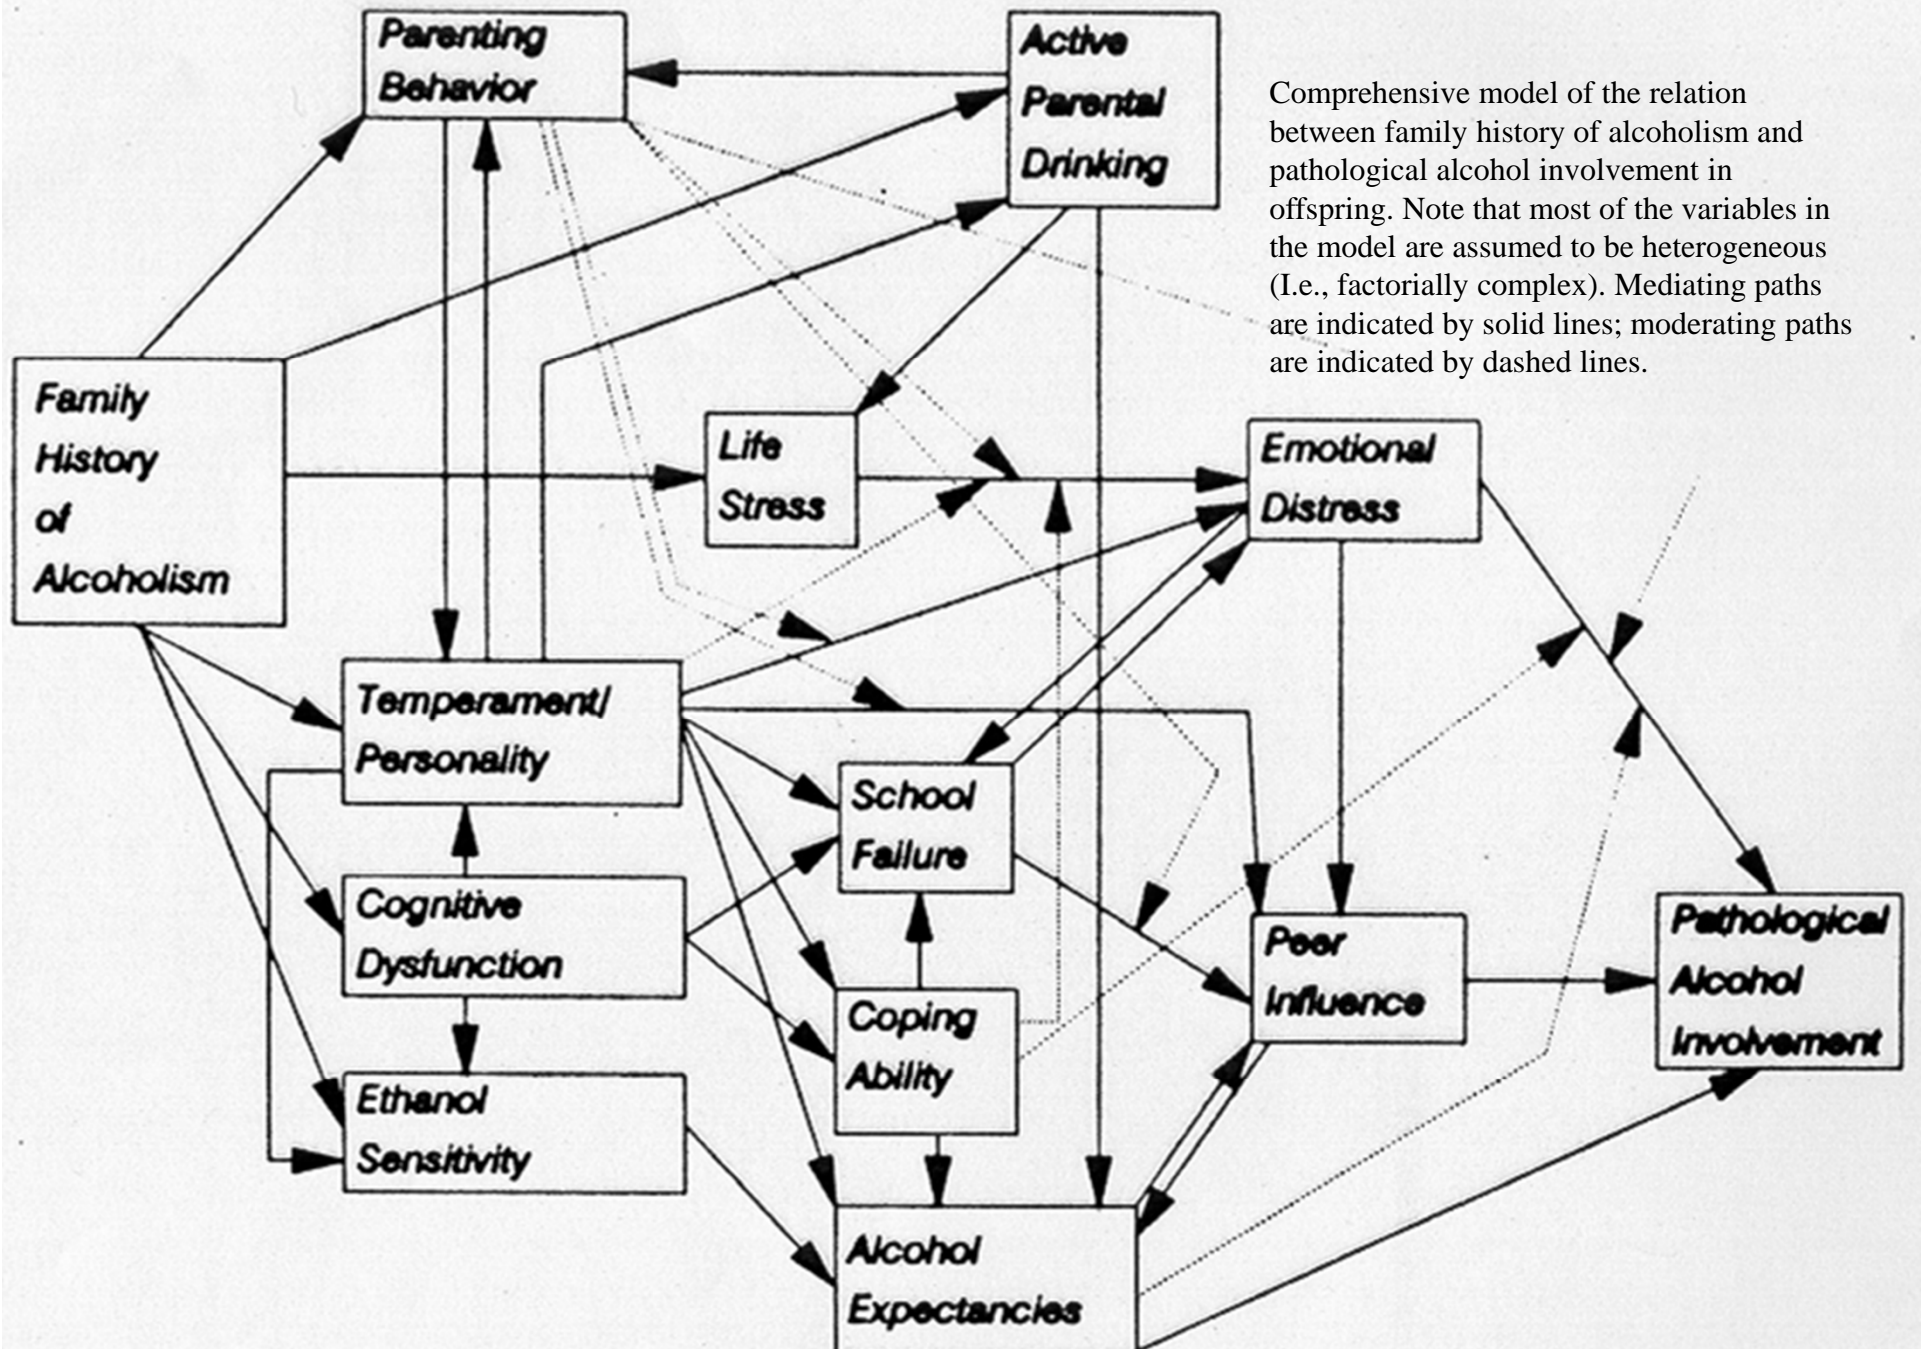 Parenting
Behavior
Active
Parental
Drinking
Comprehensive model of the relation
between family history of alcoholism and
pathological alcohol involvement in
offspring. Note that most of the variables in
the model are assumed to be heterogeneous
(I.e., factorially complex). Mediating paths
are indicated by solid lines; moderating paths
are indicated by dashed lines.
Family
History
of
Alcoholism
Life
Stress
Emotional
Distress
Temperament/
Personality
School
Failure
Cognitive
Dysfunction
Peer
Influence
Pathological
Alcohol
Involvement
Coping
Ability
Ethanol
Sensitivity
Alcohol
Expectancies